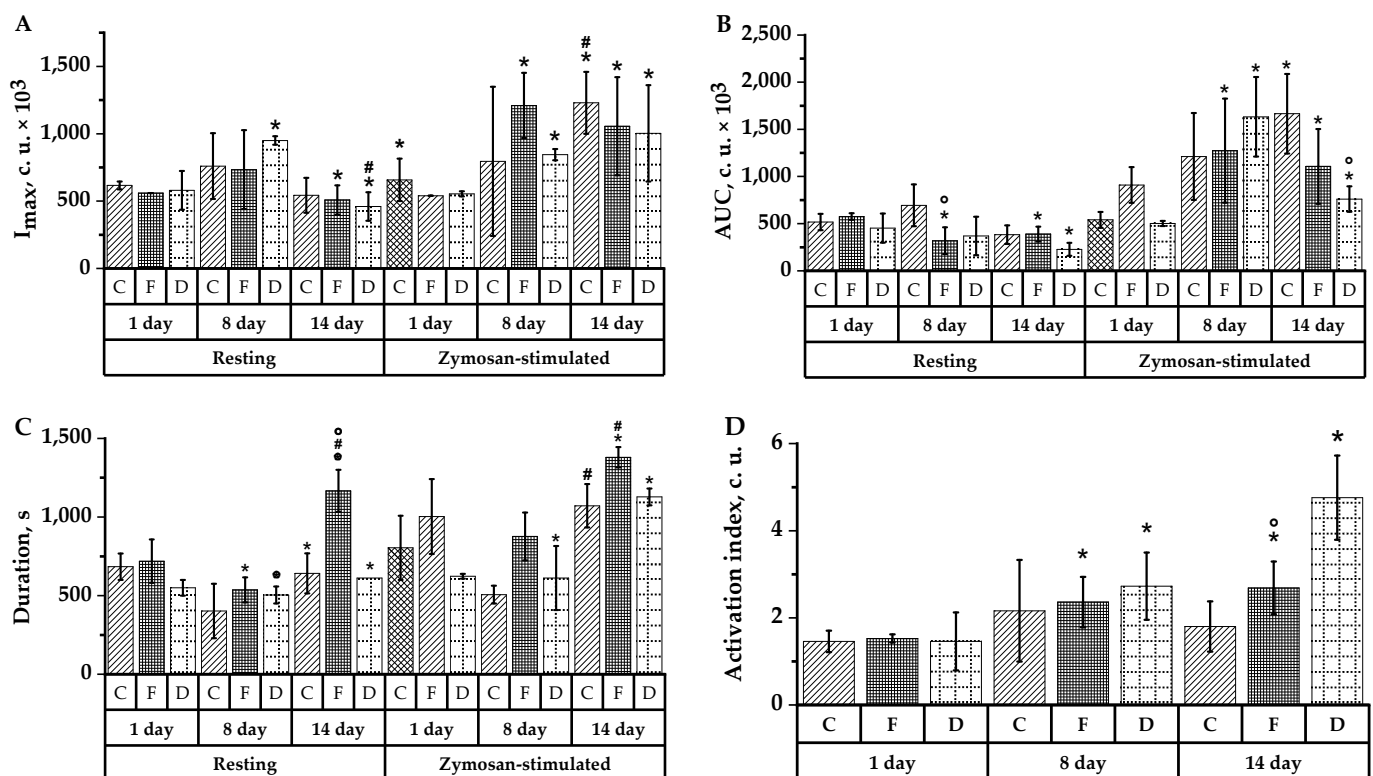 A
I_max, c. u. × 10³
1,500
1,000
500
0
# * * * * * * # * * *
C F D C F D C F D C F D C F D C F D
1 day 8 day 14 day 1 day 8 day 14 day
Resting Zymosan-stimulated
B
AUC, c. u. × 10³
2,500
2,000
1,500
1,000
500
0
° * * * * * * * ° *
C F D C F D C F D C F D C F D C F D
1 day 8 day 14 day 1 day 8 day 14 day
Resting Zymosan-stimulated
C
Duration, s
1,500
1,000
500
0
* ⊛ * ° # ⊛ * * # # * *
C F D C F D C F D C F D C F D C F D
1 day 8 day 14 day 1 day 8 day 14 day
Resting Zymosan-stimulated
D
Activation index, c. u.
6
4
2
0
* * ° * *
C F D C F D C F D
1 day 8 day 14 day